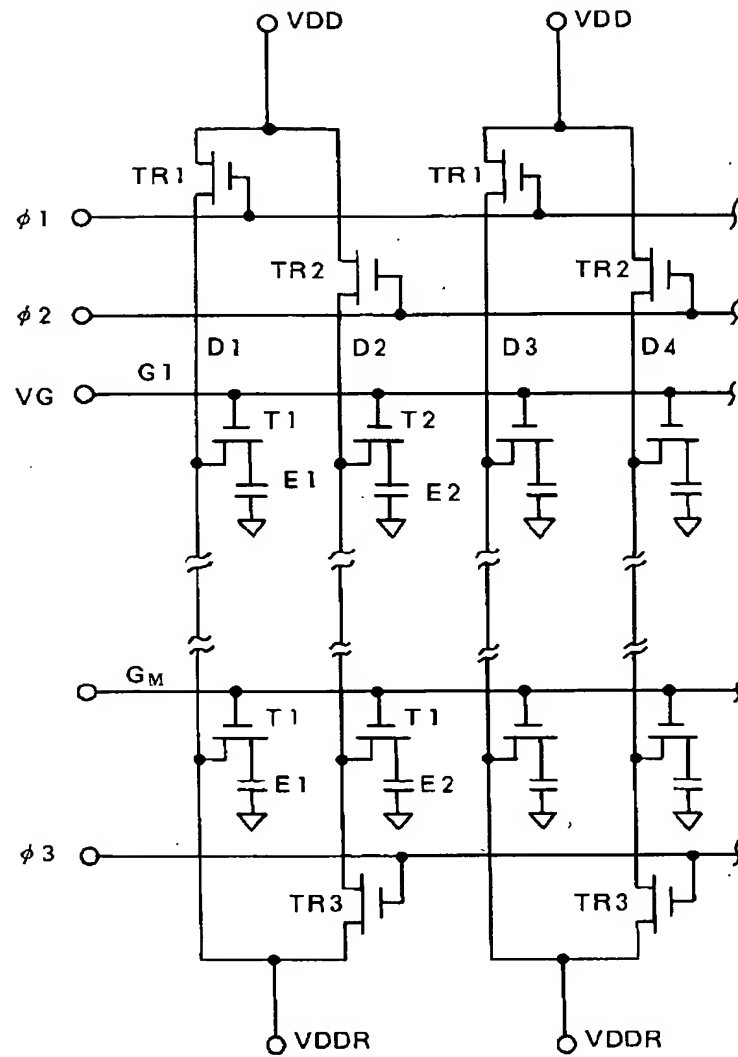 VDD VDD
TR1 TR1
φ1
TR2 TR2
φ2
D1 D2 D3 D4
G1
VG
T1 T2
E1 E2
GM
T1 T1
E1 E2
φ3
TR3 TR3
VDDR VDDR